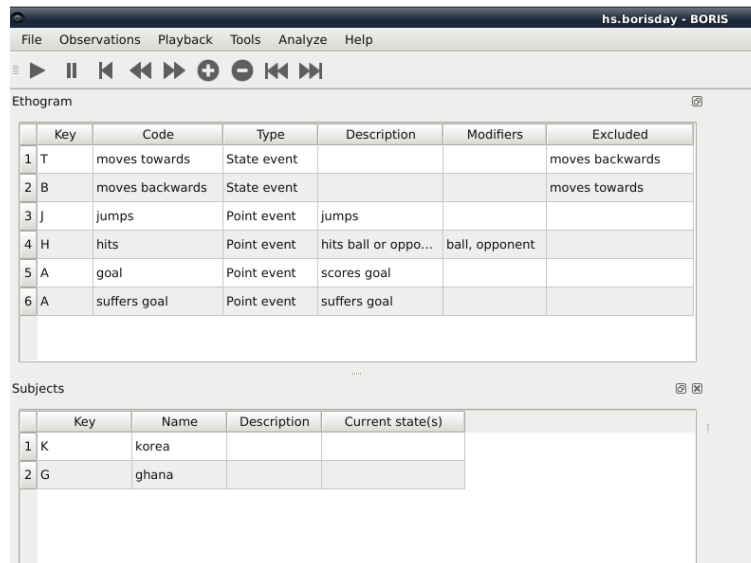 hs.borisday - BORIS
File Observations Playback Tools Analyze Help
Ethogram
Key Code Type Description Modifiers Excluded
1 T moves towards State event moves backwards
2 B moves backwards State event moves towards
3 J jumps Point event jumps
4 H hits Point event hits ball or oppo... ball, opponent
5 A goal Point event scores goal
6 A suffers goal Point event suffers goal
Subjects
Key Name Description Current state(s)
1 K korea
2 G ghana